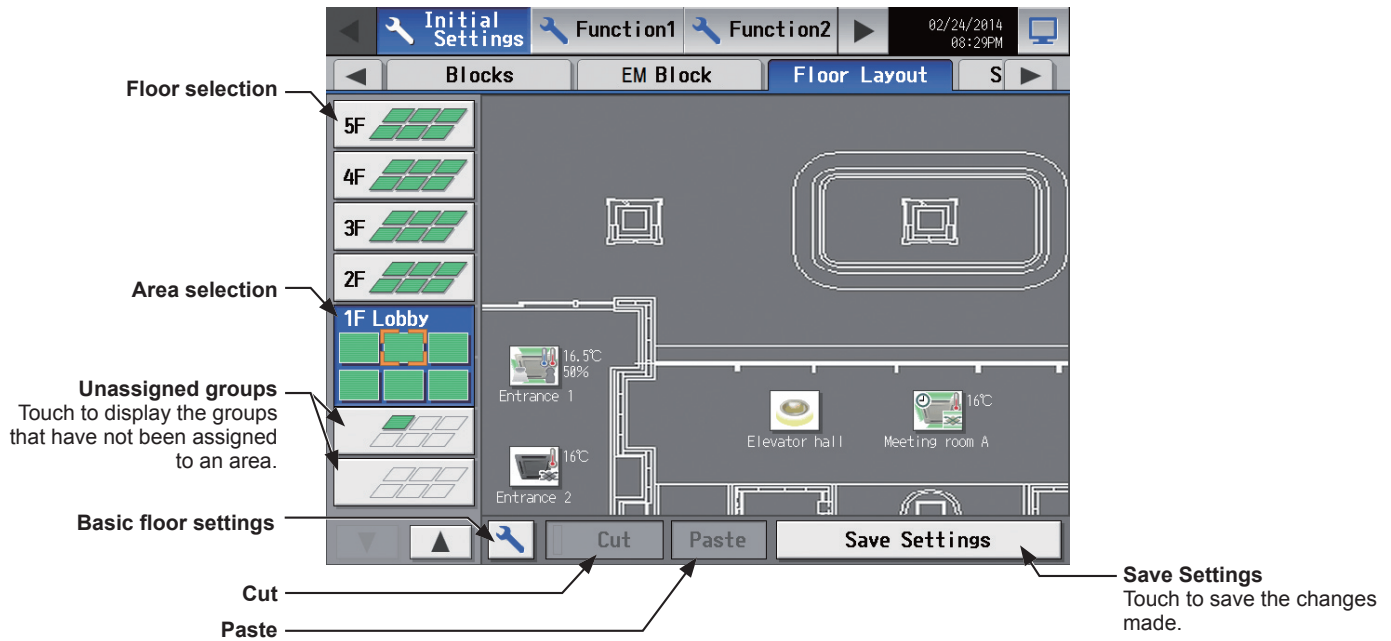 Initial Settings
Function1
Function2
02/24/2014
08:29PM
Blocks
EM Block
Floor Layout
S
Floor selection
5F
4F
3F
2F
Area selection
1F Lobby
Unassigned groups
Touch to display the groups
that have not been assigned
to an area.
16.5℃
50%
Entrance 1
16℃
Entrance 2
Elevator hall
16℃
Meeting room A
Basic floor settings
Cut
Paste
Save Settings
Cut
Paste
Save Settings
Touch to save the changes
made.